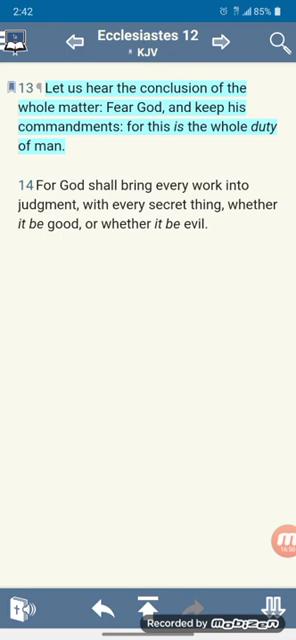 2:42
85%
Ecclesiastes 12
KJV
13 ¶ Let us hear the conclusion of the
whole matter: Fear God, and keep his
commandments: for this is the whole duty
of man.
14 For God shall bring every work into
judgment, with every secret thing, whether
it be good, or whether it be evil.
Recorded by Mobizen